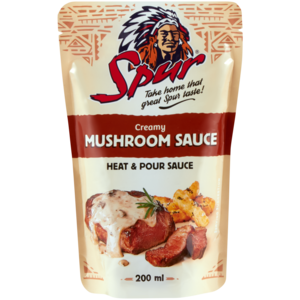 Spur
Take home that
great Spur taste!
Creamy
MUSHROOM SAUCE
HEAT & POUR SAUCE
200 ml